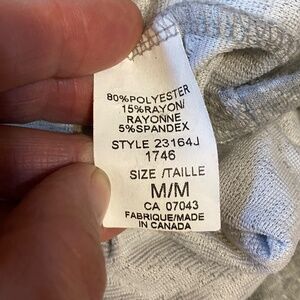 80%POLYESTER
15%RAYON/
RAYONNE
5%SPANDEX
STYLE 23164J
1746
SIZE /TAILLE
M/M
CA 07043
FABRIQUE/MADE
IN CANADA